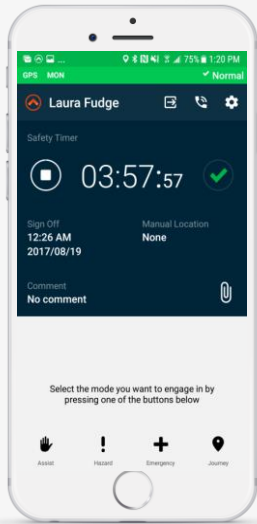 75% 1:20 PM
GPS MON Normal
Laura Fudge
Safety Timer
03:57:57
Sign Off Manual Location
12:26 AM None
2017/08/19
Comment
No comment
Select the mode you want to engage in by
pressing one of the buttons below
Assist Hazard Emergency Journey